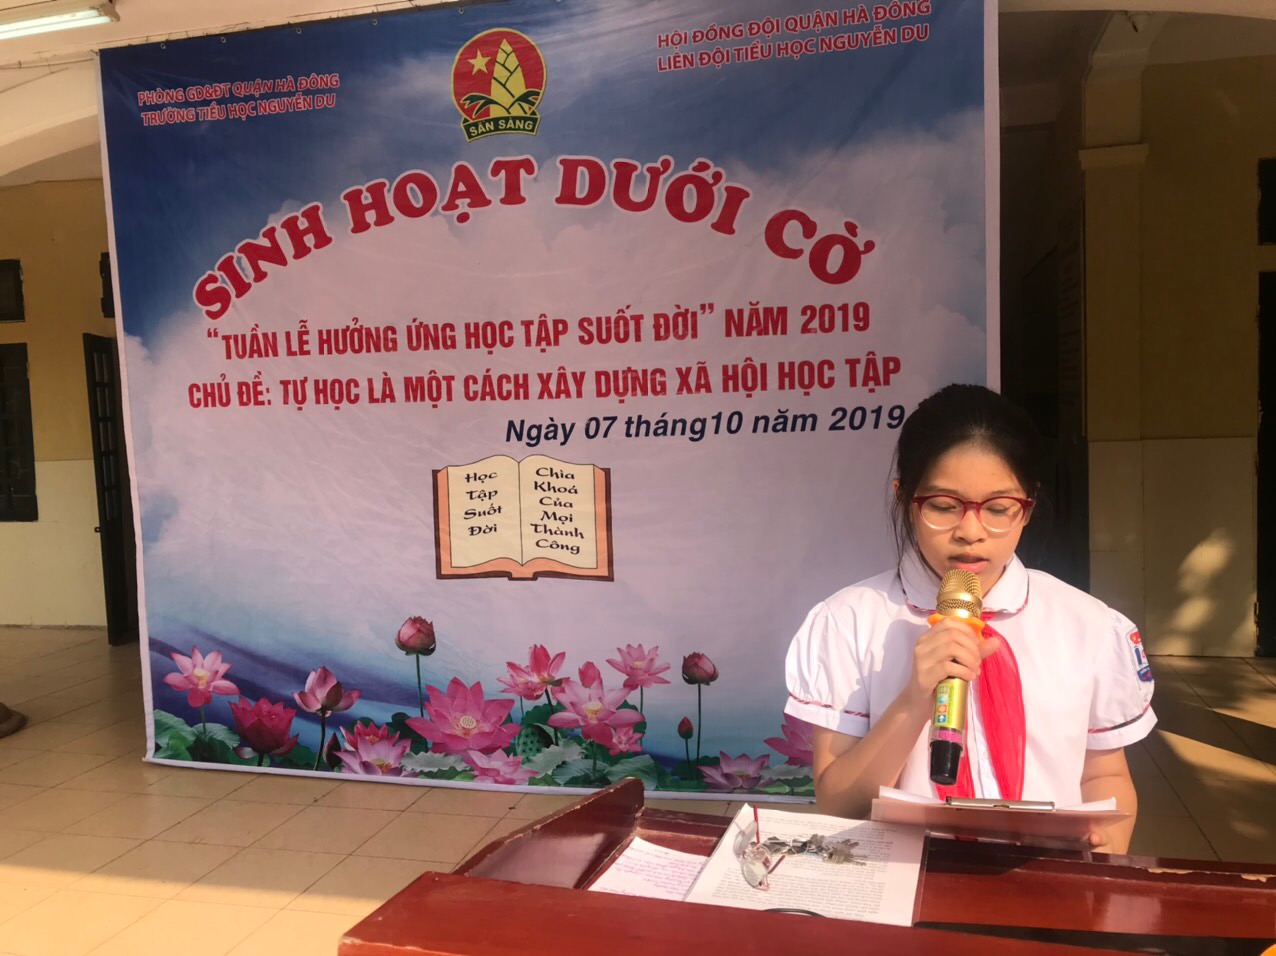 PHÒNG GD&ĐT QUẬN HÀ ĐÔNG
TRƯỜNG TIỂU HỌC NGUYỄN DU
HỘI ĐỒNG ĐỘI QUẬN HÀ ĐÔNG
LIÊN ĐỘI TIỂU HỌC NGUYỄN DU
SẴN SÀNG
SINH HOẠT DƯỚI CỜ
“TUẦN LỄ HƯỞNG ỨNG HỌC TẬP SUỐT ĐỜI” NĂM 2019
CHỦ ĐỀ: TỰ HỌC LÀ MỘT CÁCH XÂY DỰNG XÃ HỘI HỌC TẬP
Ngày 07 tháng10 năm 2019
Học
Tập
Suốt
Đời
Chìa
Khoá
Của
Mọi
Thành
Công